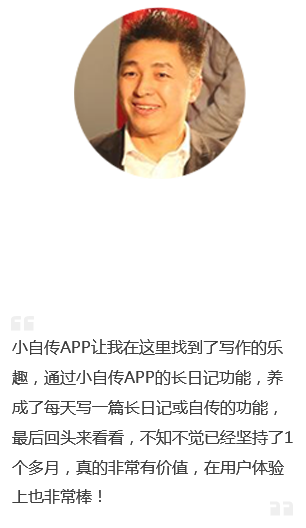 小自传APP让我在这里找到了写作的乐
趣，通过小自传APP的长日记功能，养
成了每天写一篇长日记或自传的功能，
最后回头来看看，不知不觉已经坚持了1
个多月，真的非常有价值，在用户体验
上也非常棒！